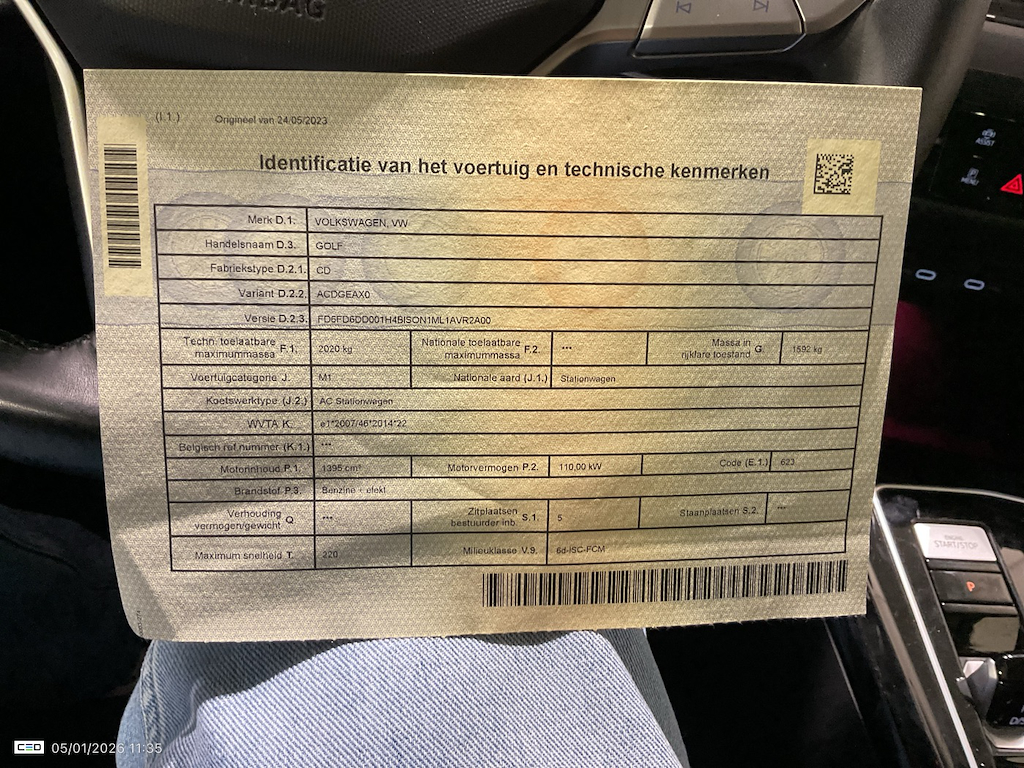 (I.1.) Origineel van 24/05/2023
Identificatie van het voertuig en technische kenmerken
Merk D.1. VOLKSWAGEN, VW
Handelsnaam D.3. GOLF
Fabriekstype D.2.1. CD
Variant D.2.2. ACDGEAX0
Versie D.2.3. FD6FD6DD001H4BISON1ML1AVR2A00
Techn. toelaatbare maximummassa F.1. 2020 kg Nationale toelaatbare maximummassa F.2. *** Massa in rijklare toestand G. 1592 kg
Voertuigcategorie J. M1 Nationale aard (J.1.) Stationwagen
Koetswerktype (J.2.) AC Stationwagen
WVTA K. e1*2007/46*2014*22
Belgisch ref nummer (K.1.) ***
Motorinhoud P.1. 1395 cm³ Motorvermogen P.2. 110,00 kW Code (E.1.) 623
Brandstof P.3. Benzine + elekt
Verhouding vermogen/gewicht Q *** Zitplaatsen bestuurder inb. S.1. 5 Staanplaatsen S.2. ***
Maximum snelheid T. 220 Milieuklasse V.9. 6d-ISC-FCM
ASSIST
MENU
START/STOP
P
05/01/2026 11:35